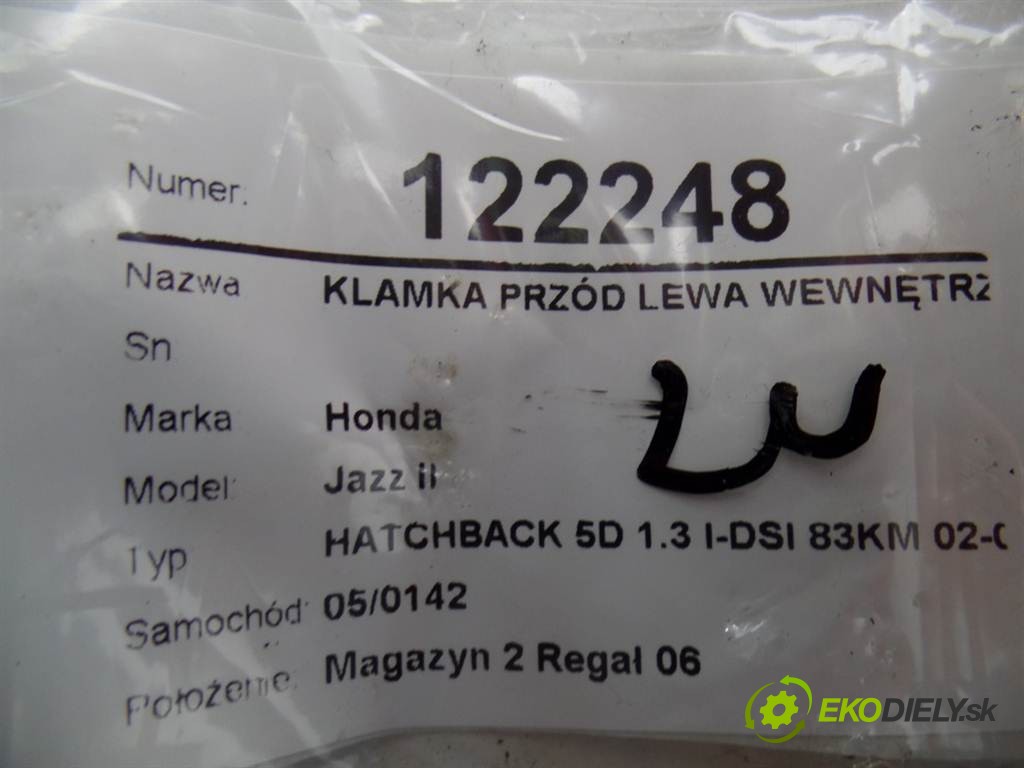 Numer: 122248
Nazwa KLAMKA PRZÓD LEWA WEWNĘTRZ
Sn
Marka Honda
Model: Jazz II
Typ HATCHBACK 5D 1.3 I-DSI 83KM 02-0
Samochód: 05/0142
Położenie: Magazyn 2 Regał 06
EKODIELY.sk